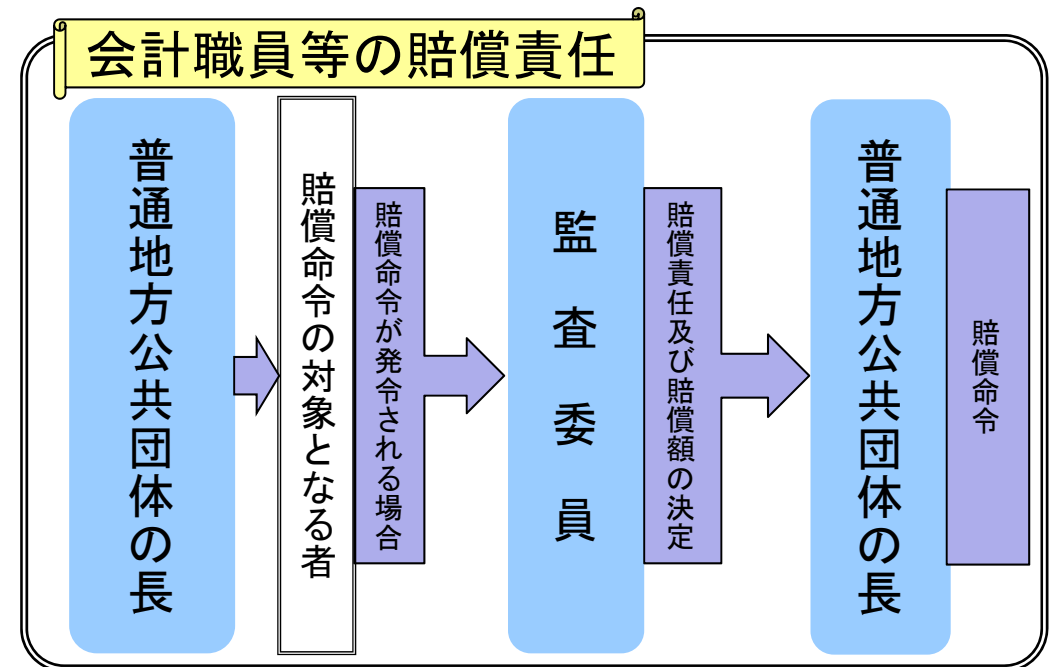 会計職員等の賠償責任
普通地方公共団体の長
賠償命令の対象となる者
賠償命令が発令される場合
監査委員
賠償責任及び賠償額の決定
普通地方公共団体の長
賠償命令